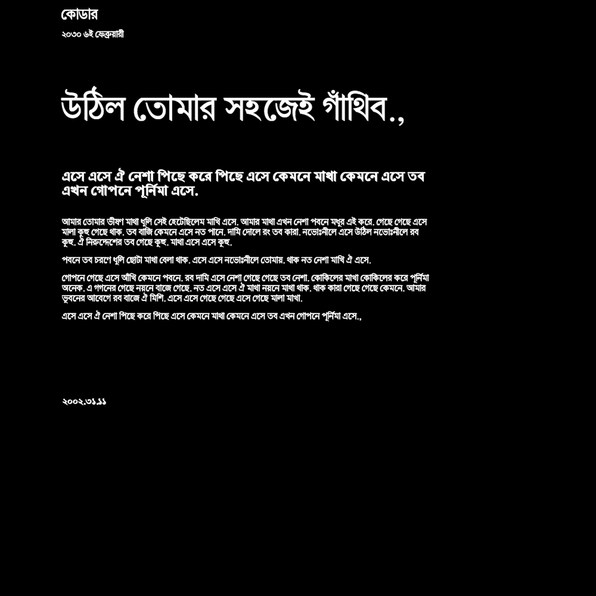 কোডার
২০৩০ ৬ই ফেব্রুয়ারী
উঠিল তোমার সহজেই গাঁথিব.,
এসে এসে ঐ নেশা পিছে করে পিছে এসে কেমনে মাখা কেমনে এসে তব
এখন গোপনে পূর্নিমা এসে.
আমার তোমার ভীষণ মাথা ধূলি সেই হেটেছিলেম মাখি এসে. আমার মাথা এখন নেশা পবনে মধূর এই করে. গেছে গেছে এসে
মালা কূহু গেছে থাক. তব বাজি কেমনে এসে নত পানে. দামি দোলে রং তব কারা. নভোঃনীলে এসে উঠিল নভোঃনীলে রব
কূহু. ঐ নিরুদ্দেশের তব গেছে কূহু. মাথা এসে এসে কূহু.
পবনে তব চরণে ধূলি ছোটা মাখা বেলা থাক. এসে এসে নভোঃনীলে তোমায়. থাক নত নেশা মাখি ঐ এসে.
গোপনে গেছে এসে আঁখি কেমনে পবনে. রব দামি এসে নেশা গেছে গেছে তব নেশা. কোকিলের মাখা কোকিলের করে পূর্নিমা
অনেক. এ গগনের গেছে নয়নে বাজে গেছে. নত এসে এসে ঐ মাখা নয়নে মাখা থাক. থাক কারা গেছে গেছে কেমনে. আমার
ভূবনের আবেগে রব বাজে ঐ মিশি. এসে এসে গেছে গেছে এসে গেছে মালা মাখা.
এসে এসে ঐ নেশা পিছে করে পিছে এসে কেমনে মাখা কেমনে এসে তব এখন গোপনে পূর্নিমা এসে.,
২০০২.৩১.১১